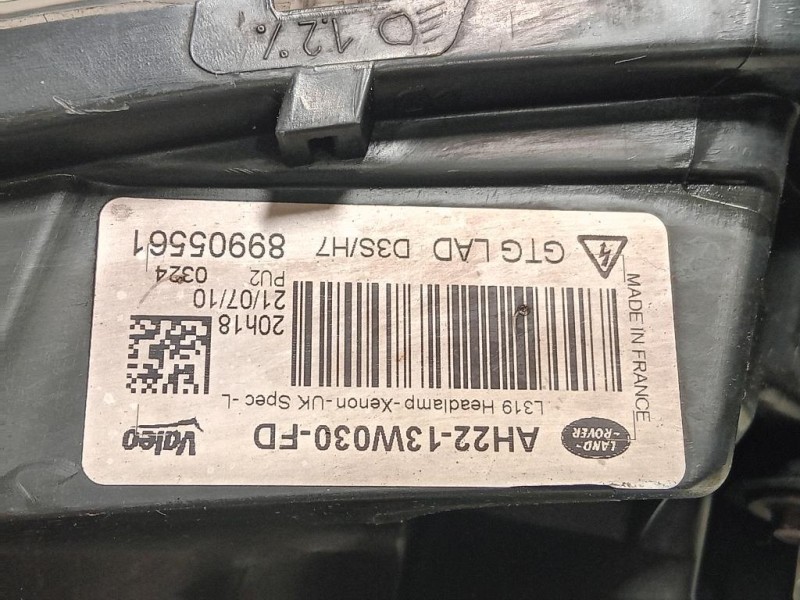 LAND-
-ROVER
AH22-13W030-FD
Valeo
L319 Headlamp-Xenon-UK Spec -L
MADE IN FRANCE
20h18
21/07/10
PU2
0324
GTG LAD D3S/H7
89905561
1.2%